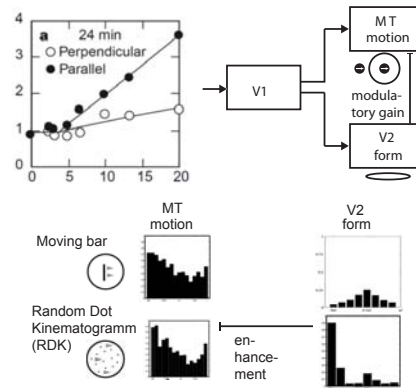 4
3
2
1
0
a 24 min
Perpendicular
Parallel
0 5 10 15 20
V1
MT
motion
modula-
tory gain
V2
form
MT
motion
V2
form
Moving bar
Random Dot
Kinematogramm
(RDK)
en-
hance-
ment